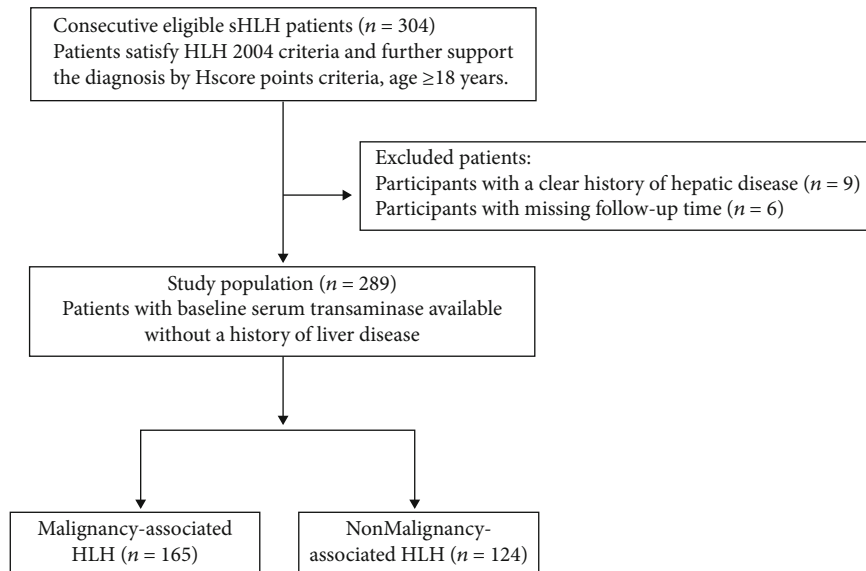 Consecutive eligible sHLH patients (n = 304)
Patients satisfy HLH 2004 criteria and further support
the diagnosis by Hscore points criteria, age ≥18 years.
Excluded patients:
Participants with a clear history of hepatic disease (n = 9)
Participants with missing follow-up time (n = 6)
Study population (n = 289)
Patients with baseline serum transaminase available
without a history of liver disease
Malignancy-associated
HLH (n = 165)
NonMalignancy-
associated HLH (n = 124)